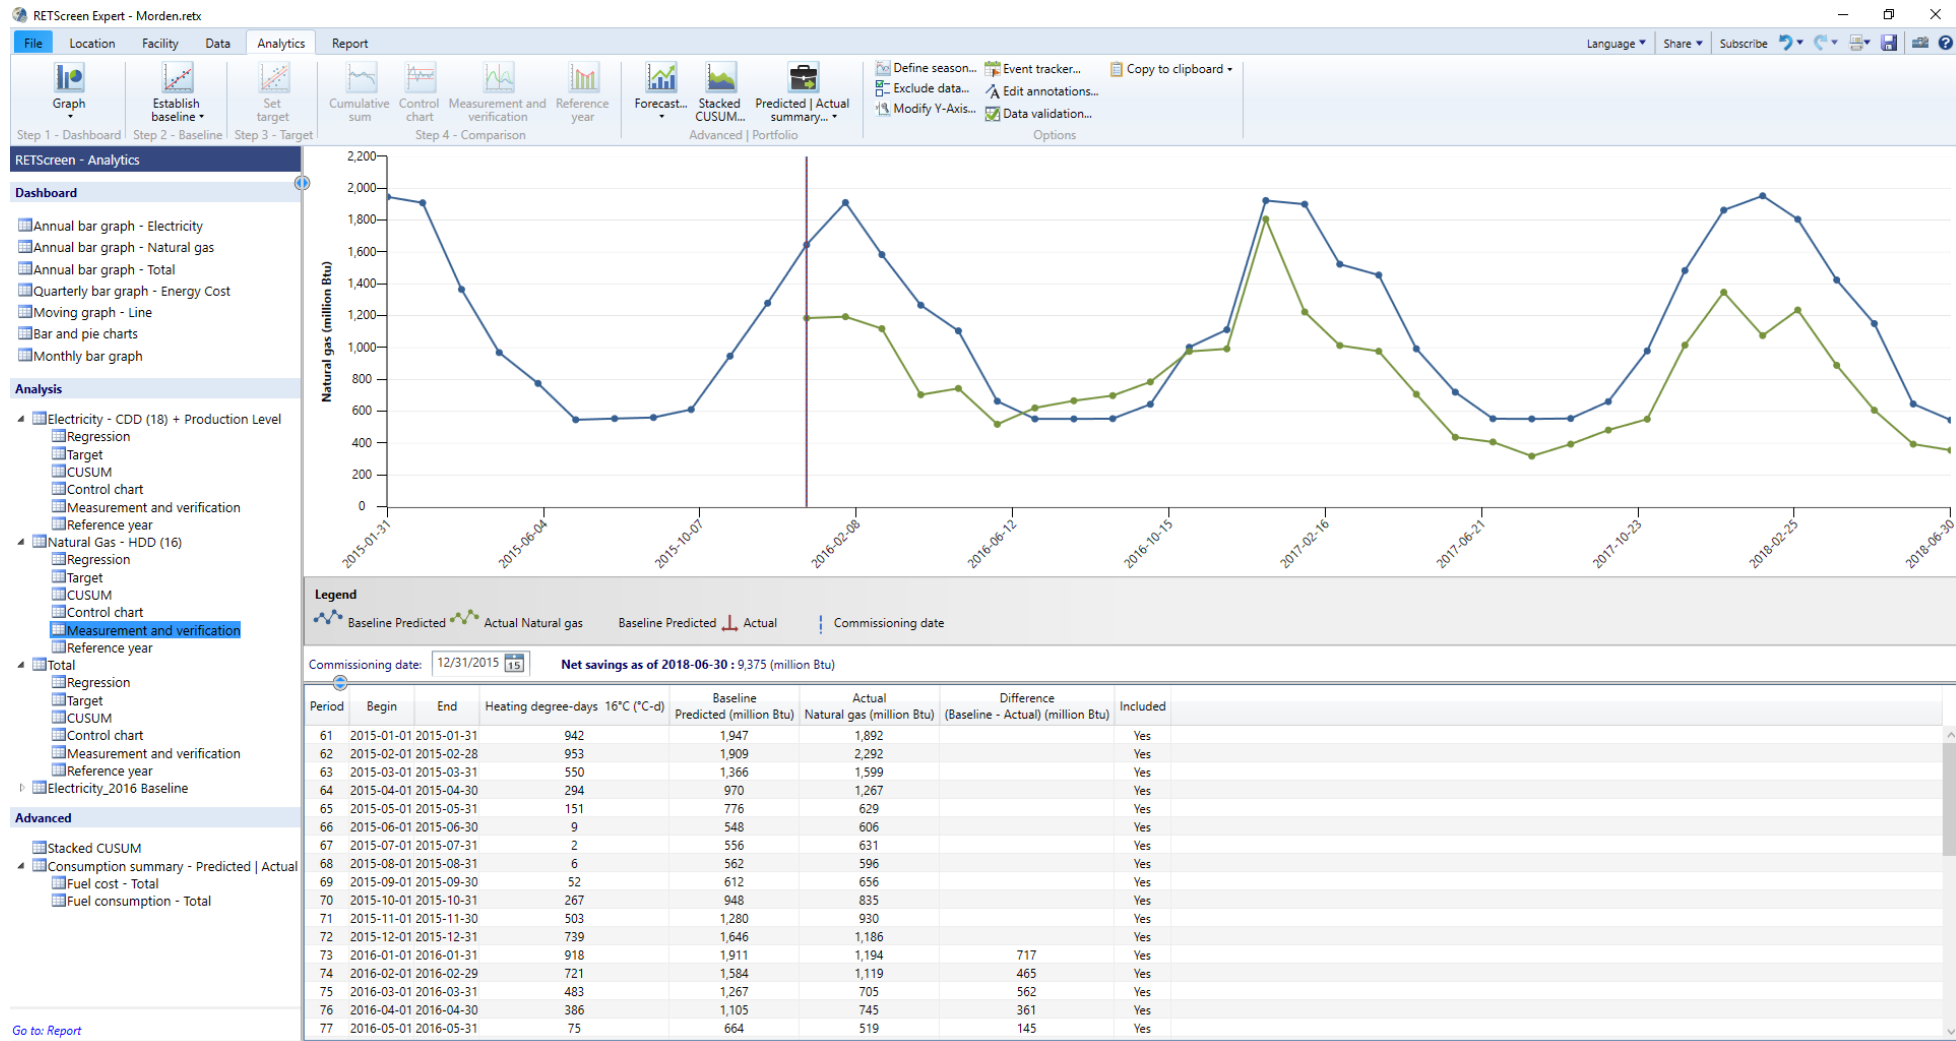 RETScreen Expert - Morden.retx
File Location Facility Data Analytics Report
Language Share Subscribe
Graph
Establish baseline
Set target
Cumulative sum
Control chart
Measurement and verification
Reference year
Forecast...
Stacked CUSUM...
Predicted | Actual summary...
Define season...
Exclude data...
Modify Y-Axis...
Event tracker...
Edit annotations...
Data validation...
Copy to clipboard
Step 1 - Dashboard
Step 2 - Baseline
Step 3 - Target
Step 4 - Comparison
Advanced | Portfolio
Options
RETScreen - Analytics
Dashboard
Annual bar graph - Electricity
Annual bar graph - Natural gas
Annual bar graph - Total
Quarterly bar graph - Energy Cost
Moving graph - Line
Bar and pie charts
Monthly bar graph
Analysis
Electricity - CDD (18) + Production Level
Regression
Target
CUSUM
Control chart
Measurement and verification
Reference year
Natural Gas - HDD (16)
Regression
Target
CUSUM
Control chart
Measurement and verification
Reference year
Total
Regression
Target
CUSUM
Control chart
Measurement and verification
Reference year
Electricity_2016 Baseline
Advanced
Stacked CUSUM
Consumption summary - Predicted | Actual
Fuel cost - Total
Fuel consumption - Total
Go to: Report
Natural gas (million Btu)
2,200
2,000
1,800
1,600
1,400
1,200
1,000
800
600
400
200
0
2015-01-31 2015-06-04 2015-10-07 2016-02-08 2016-06-12 2016-10-15 2017-02-16 2017-06-21 2017-10-23 2018-02-25 2018-06-30
Legend
Baseline Predicted Actual Natural gas Baseline Predicted Actual Commissioning date
Commissioning date: 12/31/2015 15 Net savings as of 2018-06-30 : 9,375 (million Btu)
Period Begin End Heating degree-days 16°C (°C-d) Baseline Predicted (million Btu) Actual Natural gas (million Btu) Difference (Baseline - Actual) (million Btu) Included
61 2015-01-01 2015-01-31 942 1,947 1,892 Yes
62 2015-02-01 2015-02-28 953 1,909 2,292 Yes
63 2015-03-01 2015-03-31 550 1,366 1,599 Yes
64 2015-04-01 2015-04-30 294 970 1,267 Yes
65 2015-05-01 2015-05-31 151 776 629 Yes
66 2015-06-01 2015-06-30 9 548 606 Yes
67 2015-07-01 2015-07-31 2 556 631 Yes
68 2015-08-01 2015-08-31 6 562 596 Yes
69 2015-09-01 2015-09-30 52 612 656 Yes
70 2015-10-01 2015-10-31 267 948 835 Yes
71 2015-11-01 2015-11-30 503 1,280 930 Yes
72 2015-12-01 2015-12-31 739 1,646 1,186 Yes
73 2016-01-01 2016-01-31 918 1,911 1,194 717 Yes
74 2016-02-01 2016-02-29 721 1,584 1,119 465 Yes
75 2016-03-01 2016-03-31 483 1,267 705 562 Yes
76 2016-04-01 2016-04-30 386 1,105 745 361 Yes
77 2016-05-01 2016-05-31 75 664 519 145 Yes